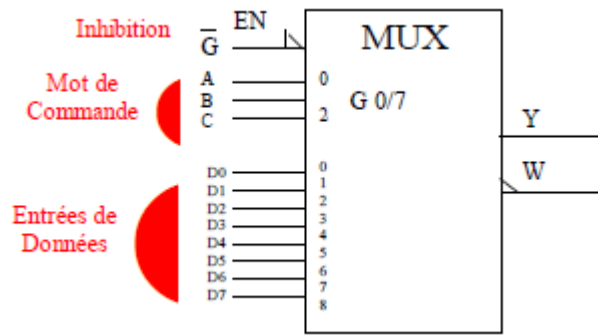 Inhibition G EN MUX
Mot de
Commande
A 0
B G 0/7
C 2
Y
W
Entrées de
Données
D0 0
D1 1
D2 2
D3 3
D4 4
D5 5
D6 6
D7 7
8